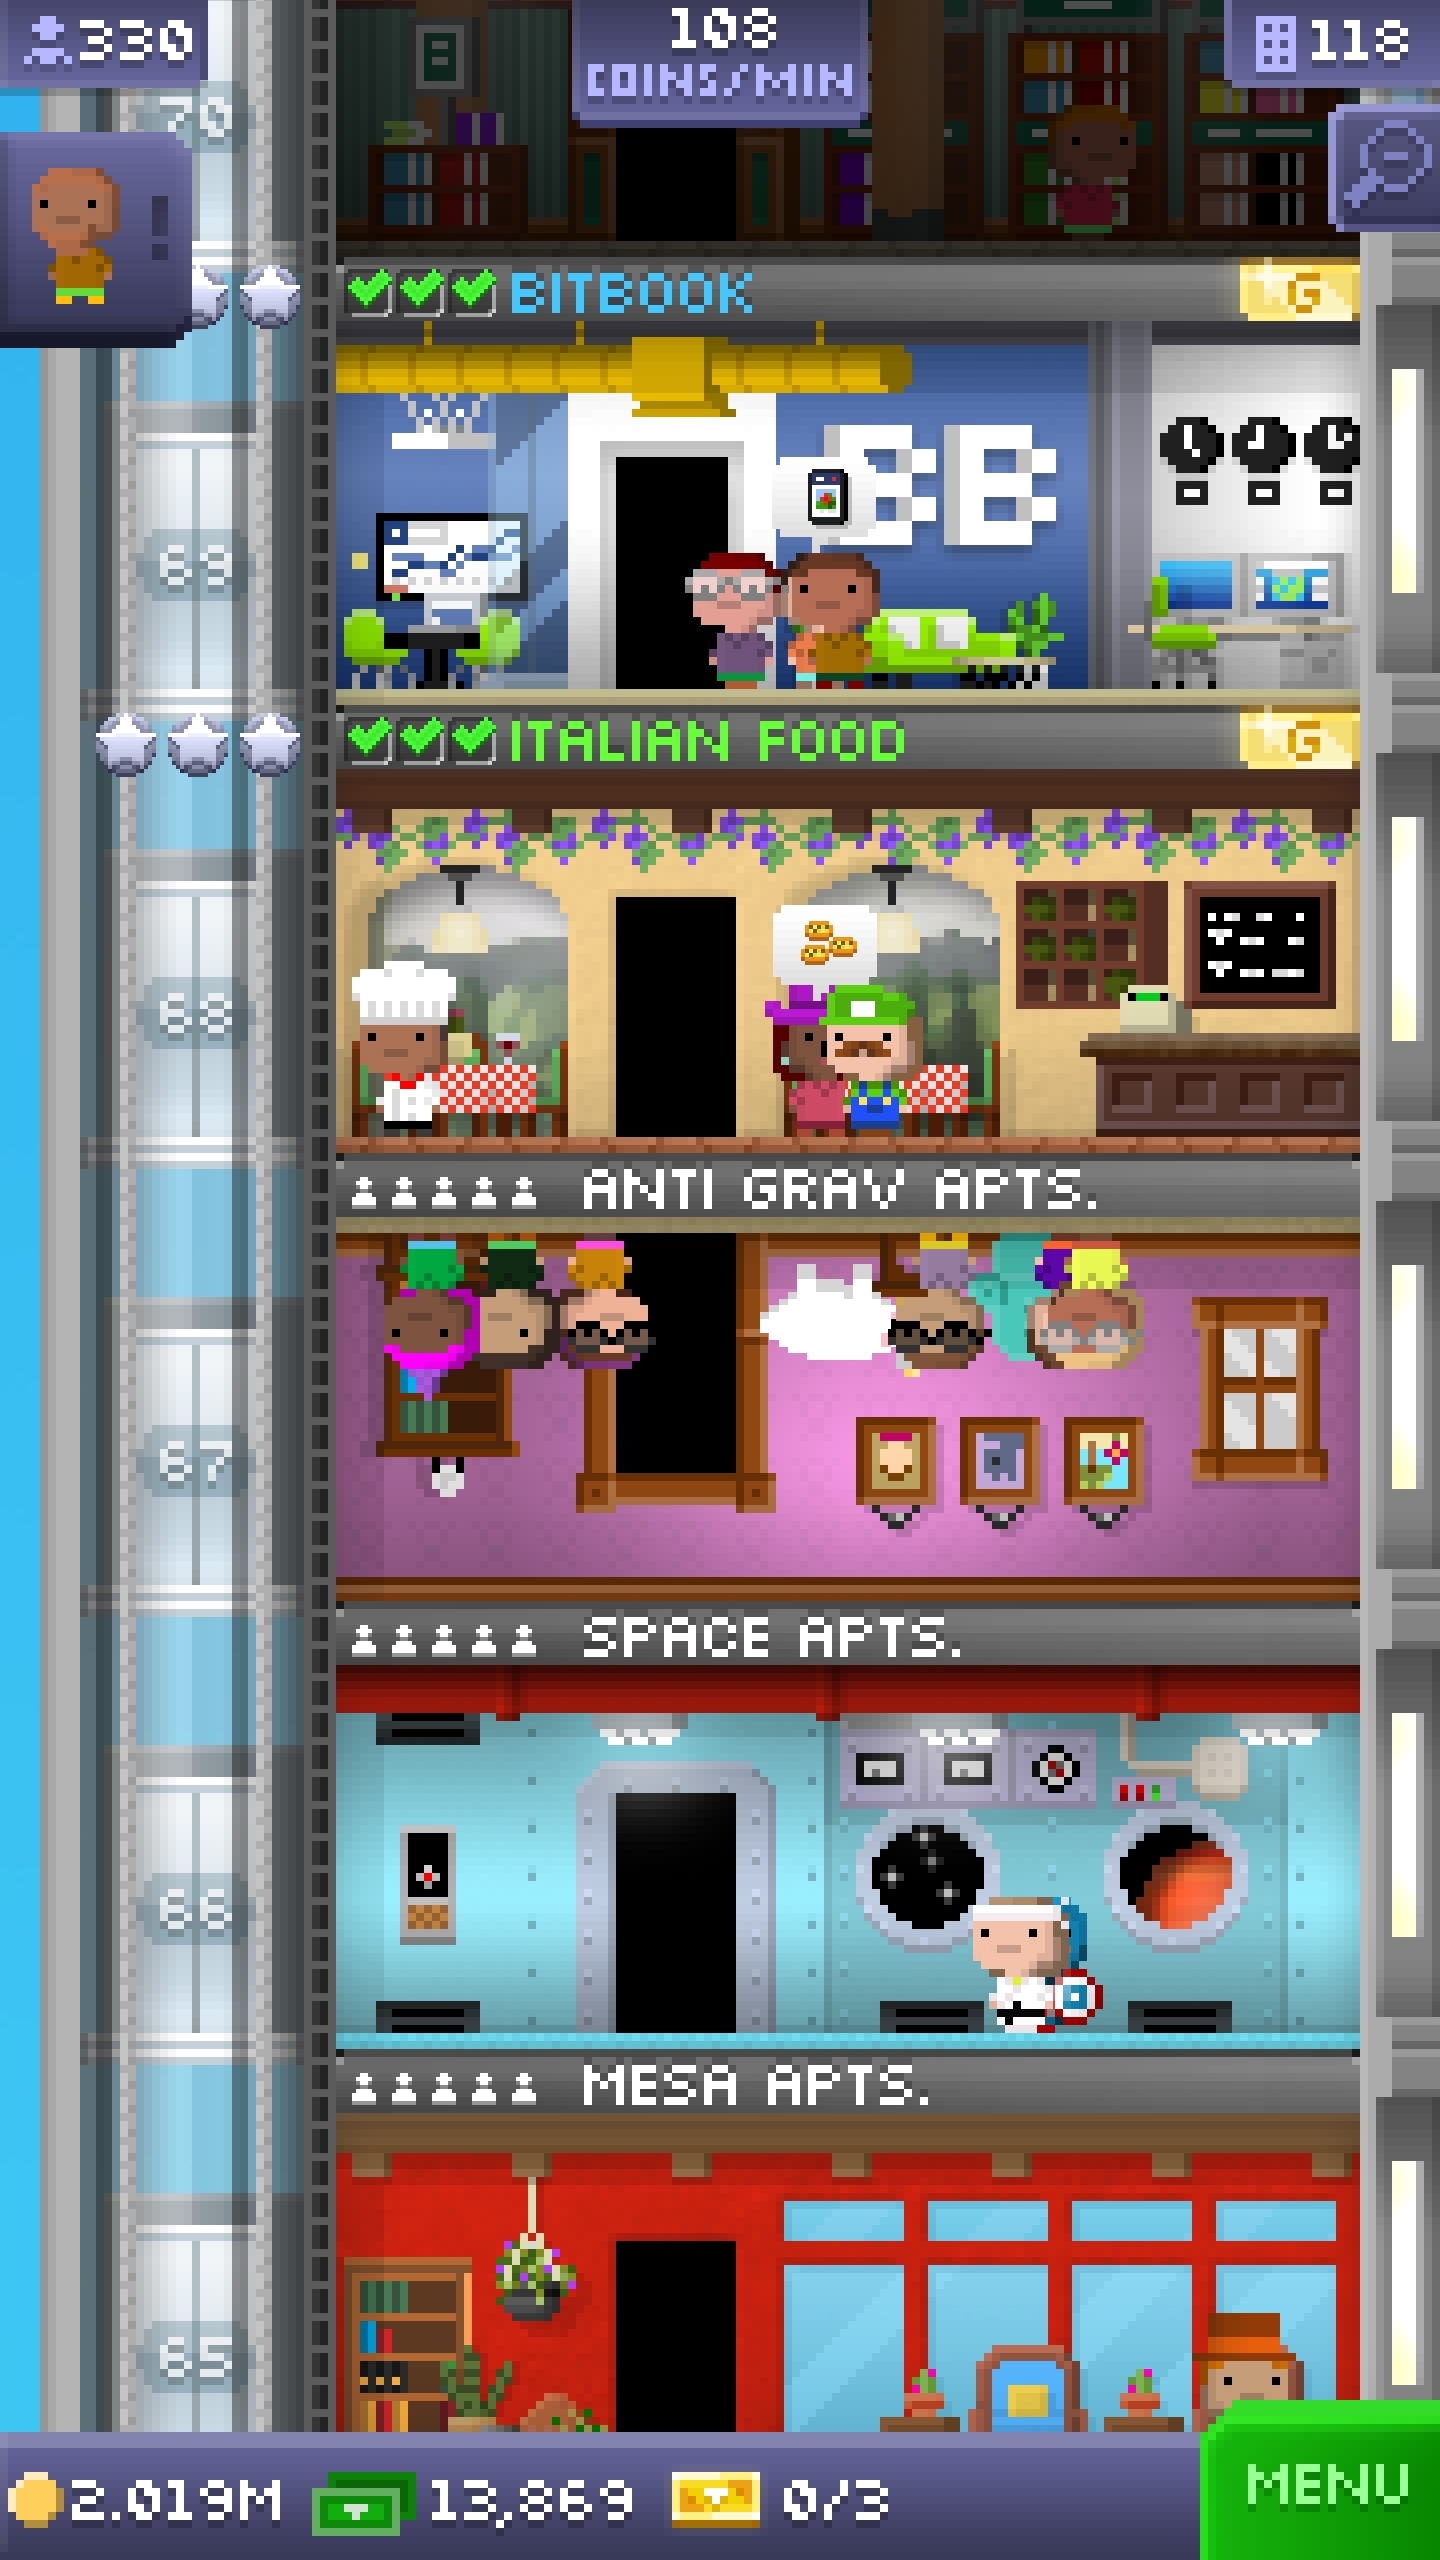 330
108
COINS/MIN
118
70
BITBOOK
G
BB
69
ITALIAN FOOD
G
68
ANTI GRAV APTS.
67
SPACE APTS.
66
MESA APTS.
65
2.019M
13,869
0/3
MENU